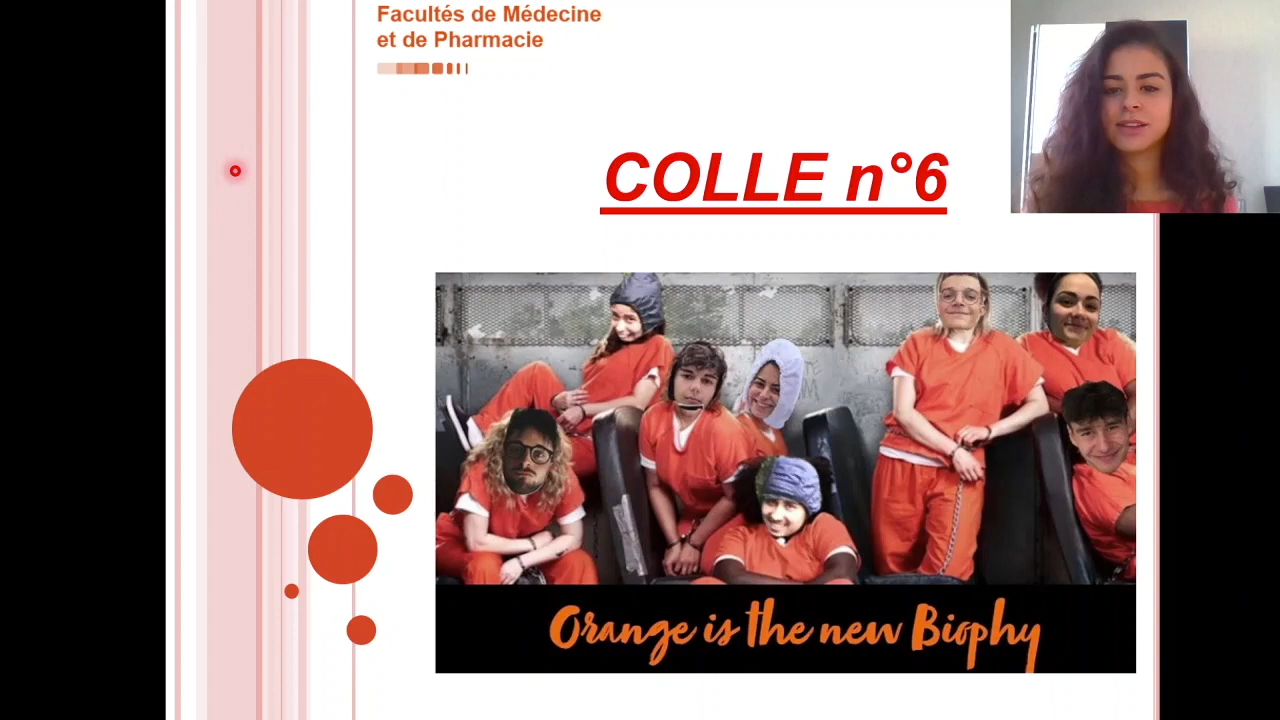 Facultés de Médecine
et de Pharmacie
COLLE n°6
Orange is the new Biophy